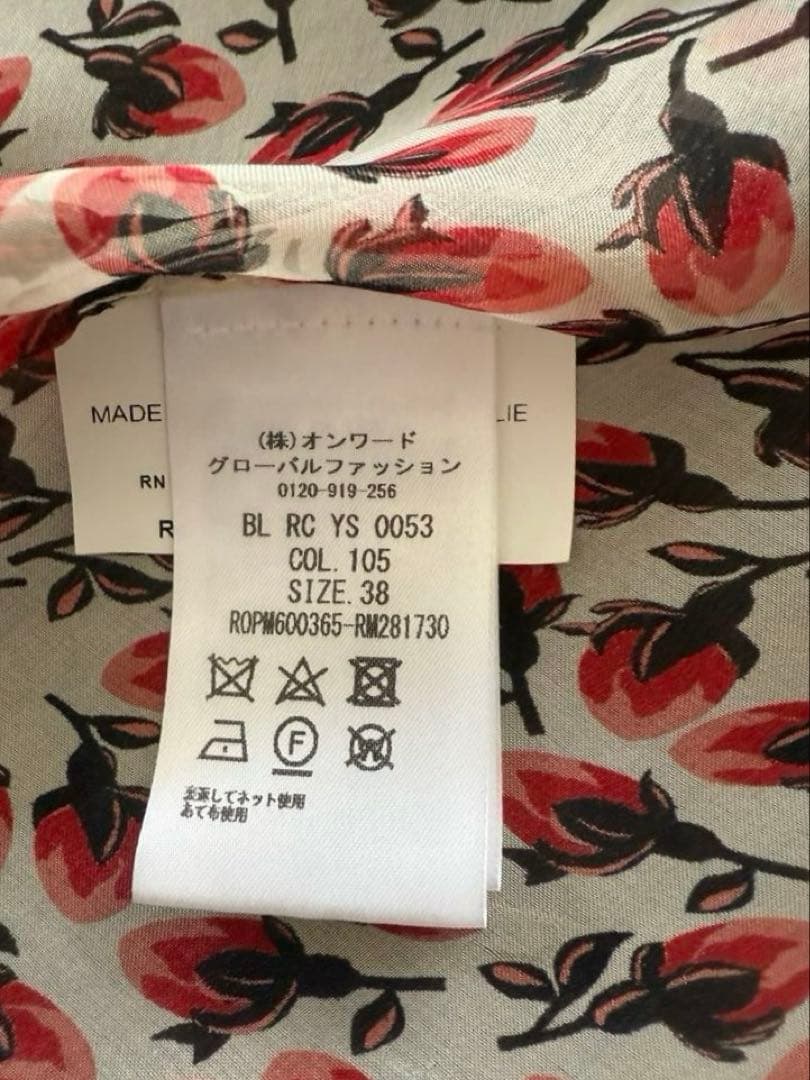 MADE
LIE
RN
R
(株)オンワード
グローバルファッション
0120-919-256
BL RC YS 0053
COL.105
SIZE.38
ROPM600365-RM281730
F
W
裏返してネット使用
あて布使用